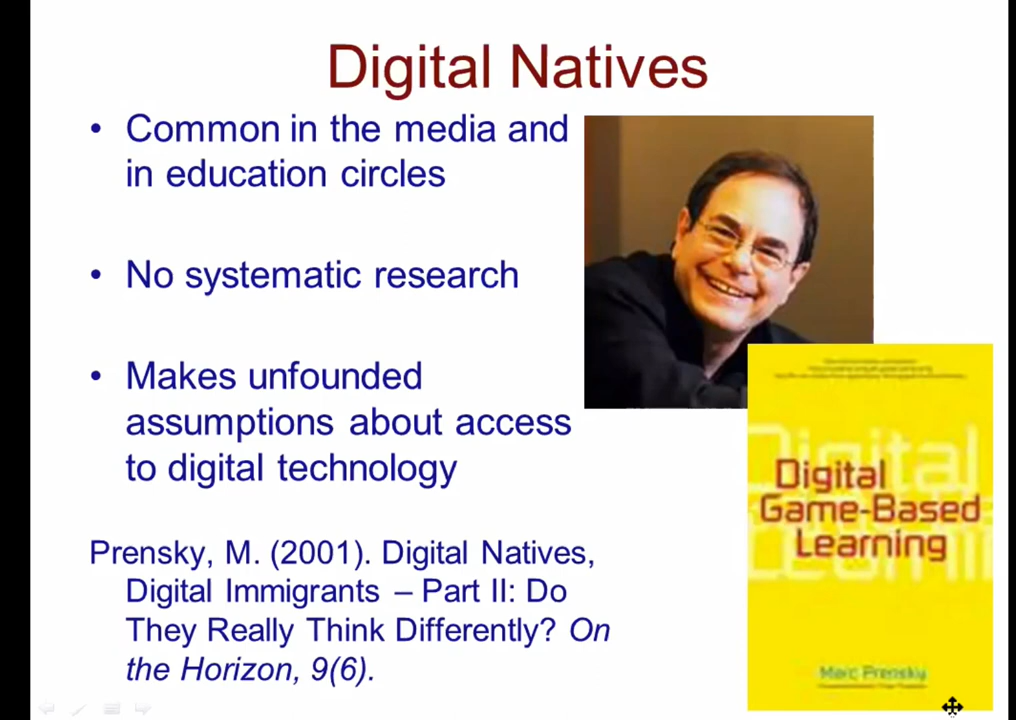 Digital Natives
• Common in the media and
in education circles
• No systematic research
• Makes unfounded
assumptions about access
to digital technology
Prensky, M. (2001). Digital Natives,
Digital Immigrants – Part II: Do
They Really Think Differently? On
the Horizon, 9(6).
Digital
Game-Based
Learning
Marc Prensky